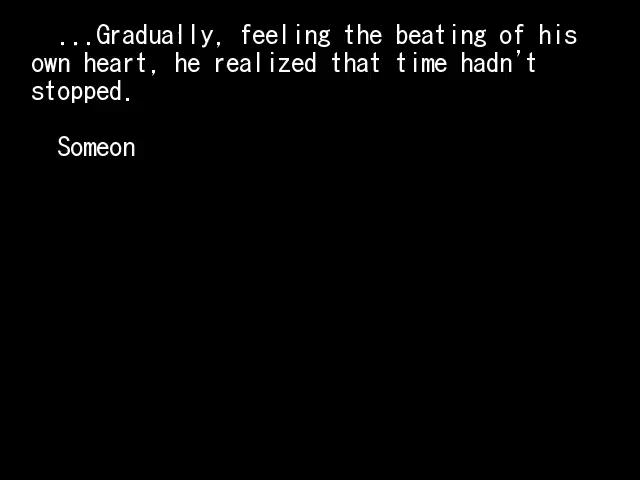 ...Gradually, feeling the beating of his
own heart, he realized that time hadn't
stopped.
Someon